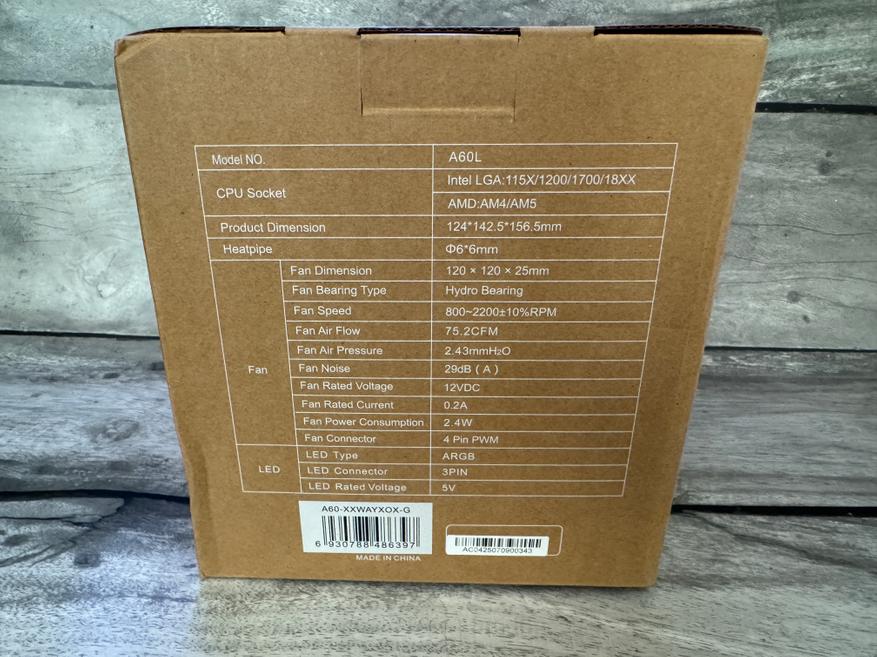 Model NO. A60L
CPU Socket Intel LGA:115X/1200/1700/18XX
AMD:AM4/AM5
Product Dimension 124*142.5*156.5mm
Heatpipe Φ6*6mm
Fan
Fan Dimension 120 × 120 × 25mm
Fan Bearing Type Hydro Bearing
Fan Speed 800~2200±10%RPM
Fan Air Flow 75.2CFM
Fan Air Pressure 2.43mmH₂O
Fan Noise 29dB ( A )
Fan Rated Voltage 12VDC
Fan Rated Current 0.2A
Fan Power Consumption 2.4W
Fan Connector 4 Pin PWM
LED
LED Type ARGB
LED Connector 3PIN
LED Rated Voltage 5V
A60-XXWAYXOX-G
6 930788 486397
AC0425070900343
MADE IN CHINA